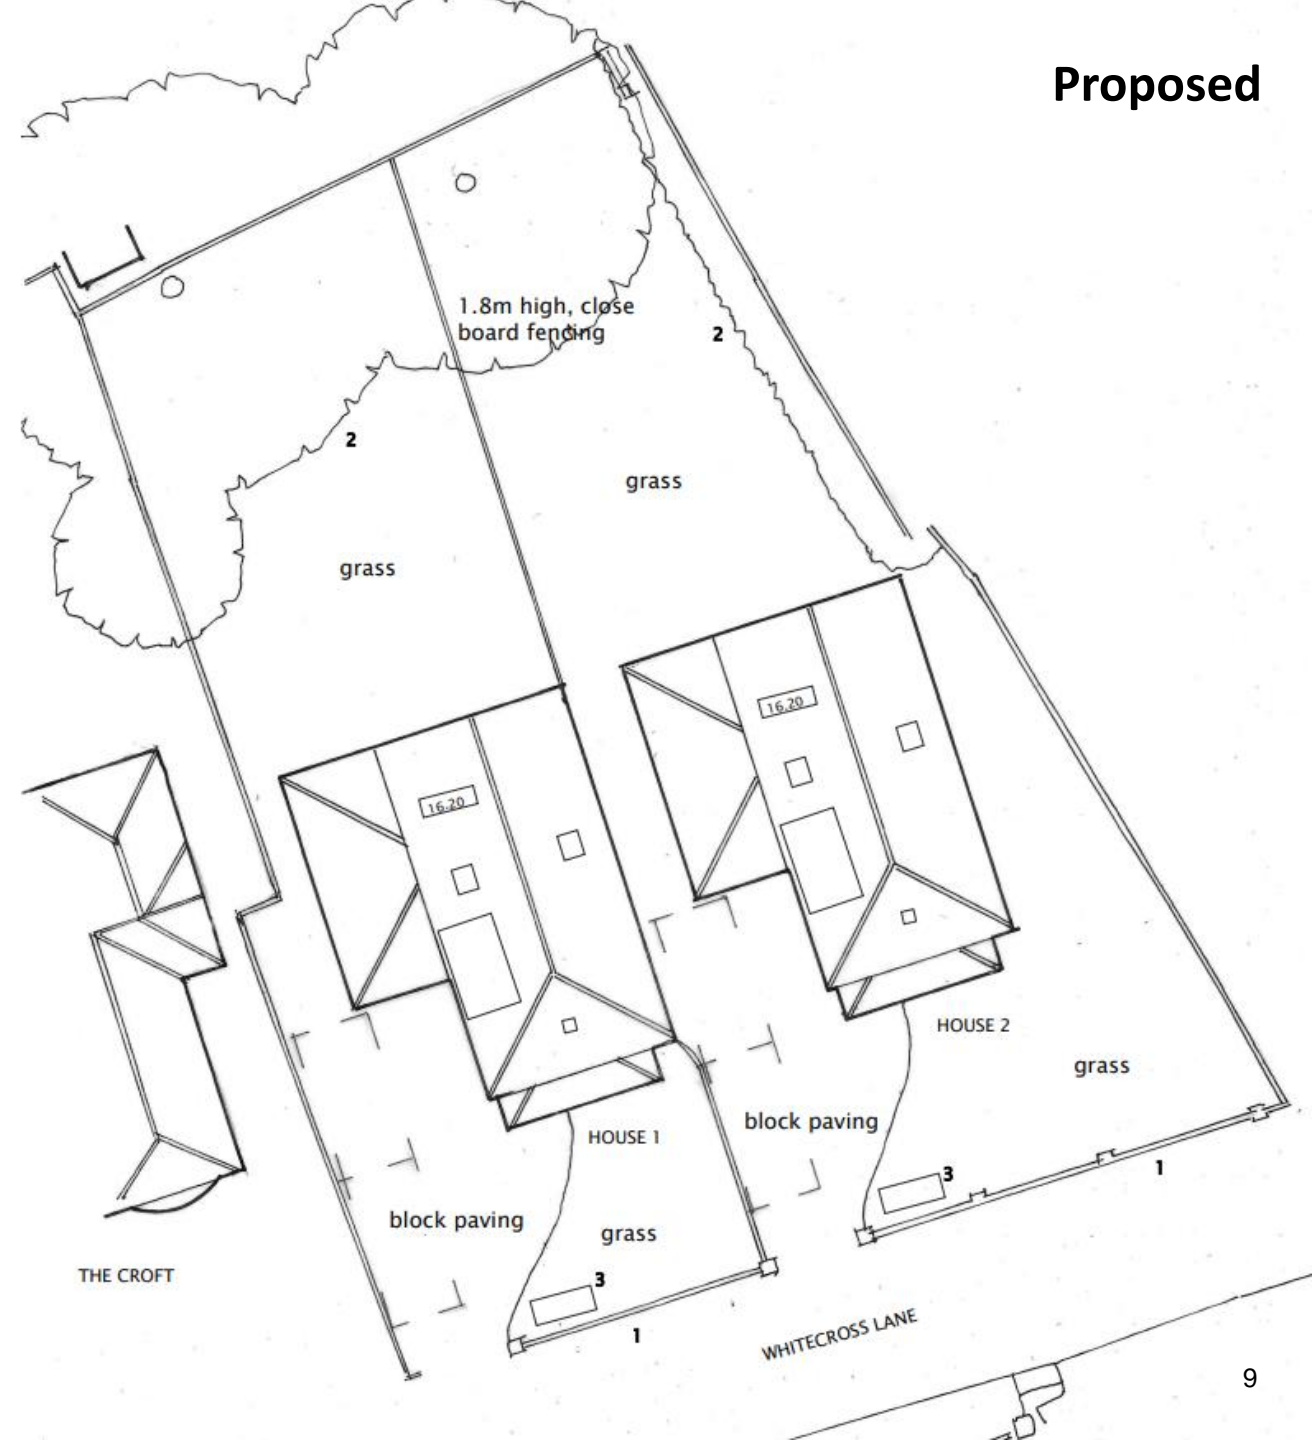 Proposed
1.8m high, close
board fencing
2
2
grass
grass
16.20
16.20
HOUSE 2
grass
block paving
HOUSE 1
3
1
block paving
grass
THE CROFT
3
1
WHITECROSS LANE
9